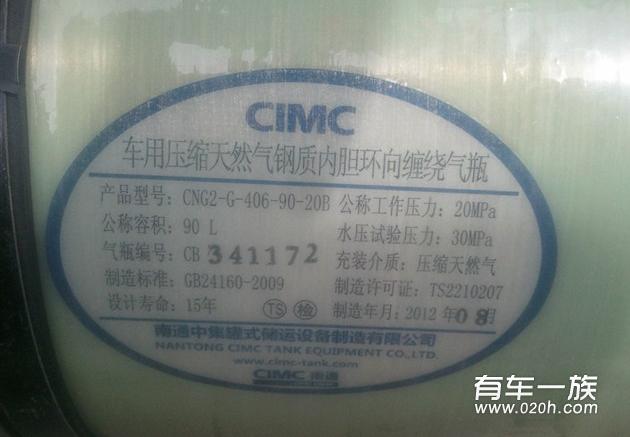 CIMC
车用压缩天然气钢质内胆环向缠绕气瓶
产品型号: CNG2-G-406-90-20B 公称工作压力: 20MPa
公称容积: 90 L 水压试验压力: 30MPa
气瓶编号: CB 341172 充装介质: 压缩天然气
制造标准: GB24160-2009 制造许可证: TS2210207
设计寿命: 15年 TS 检 制造年月: 2012 年08月
南通中集罐式储运设备制造有限公司
NANTONG CIMC TANK EQUIPMENT CO.,LTD.
www.cimc-tank.com
CIMC 南通
有车一族
www.020h.com